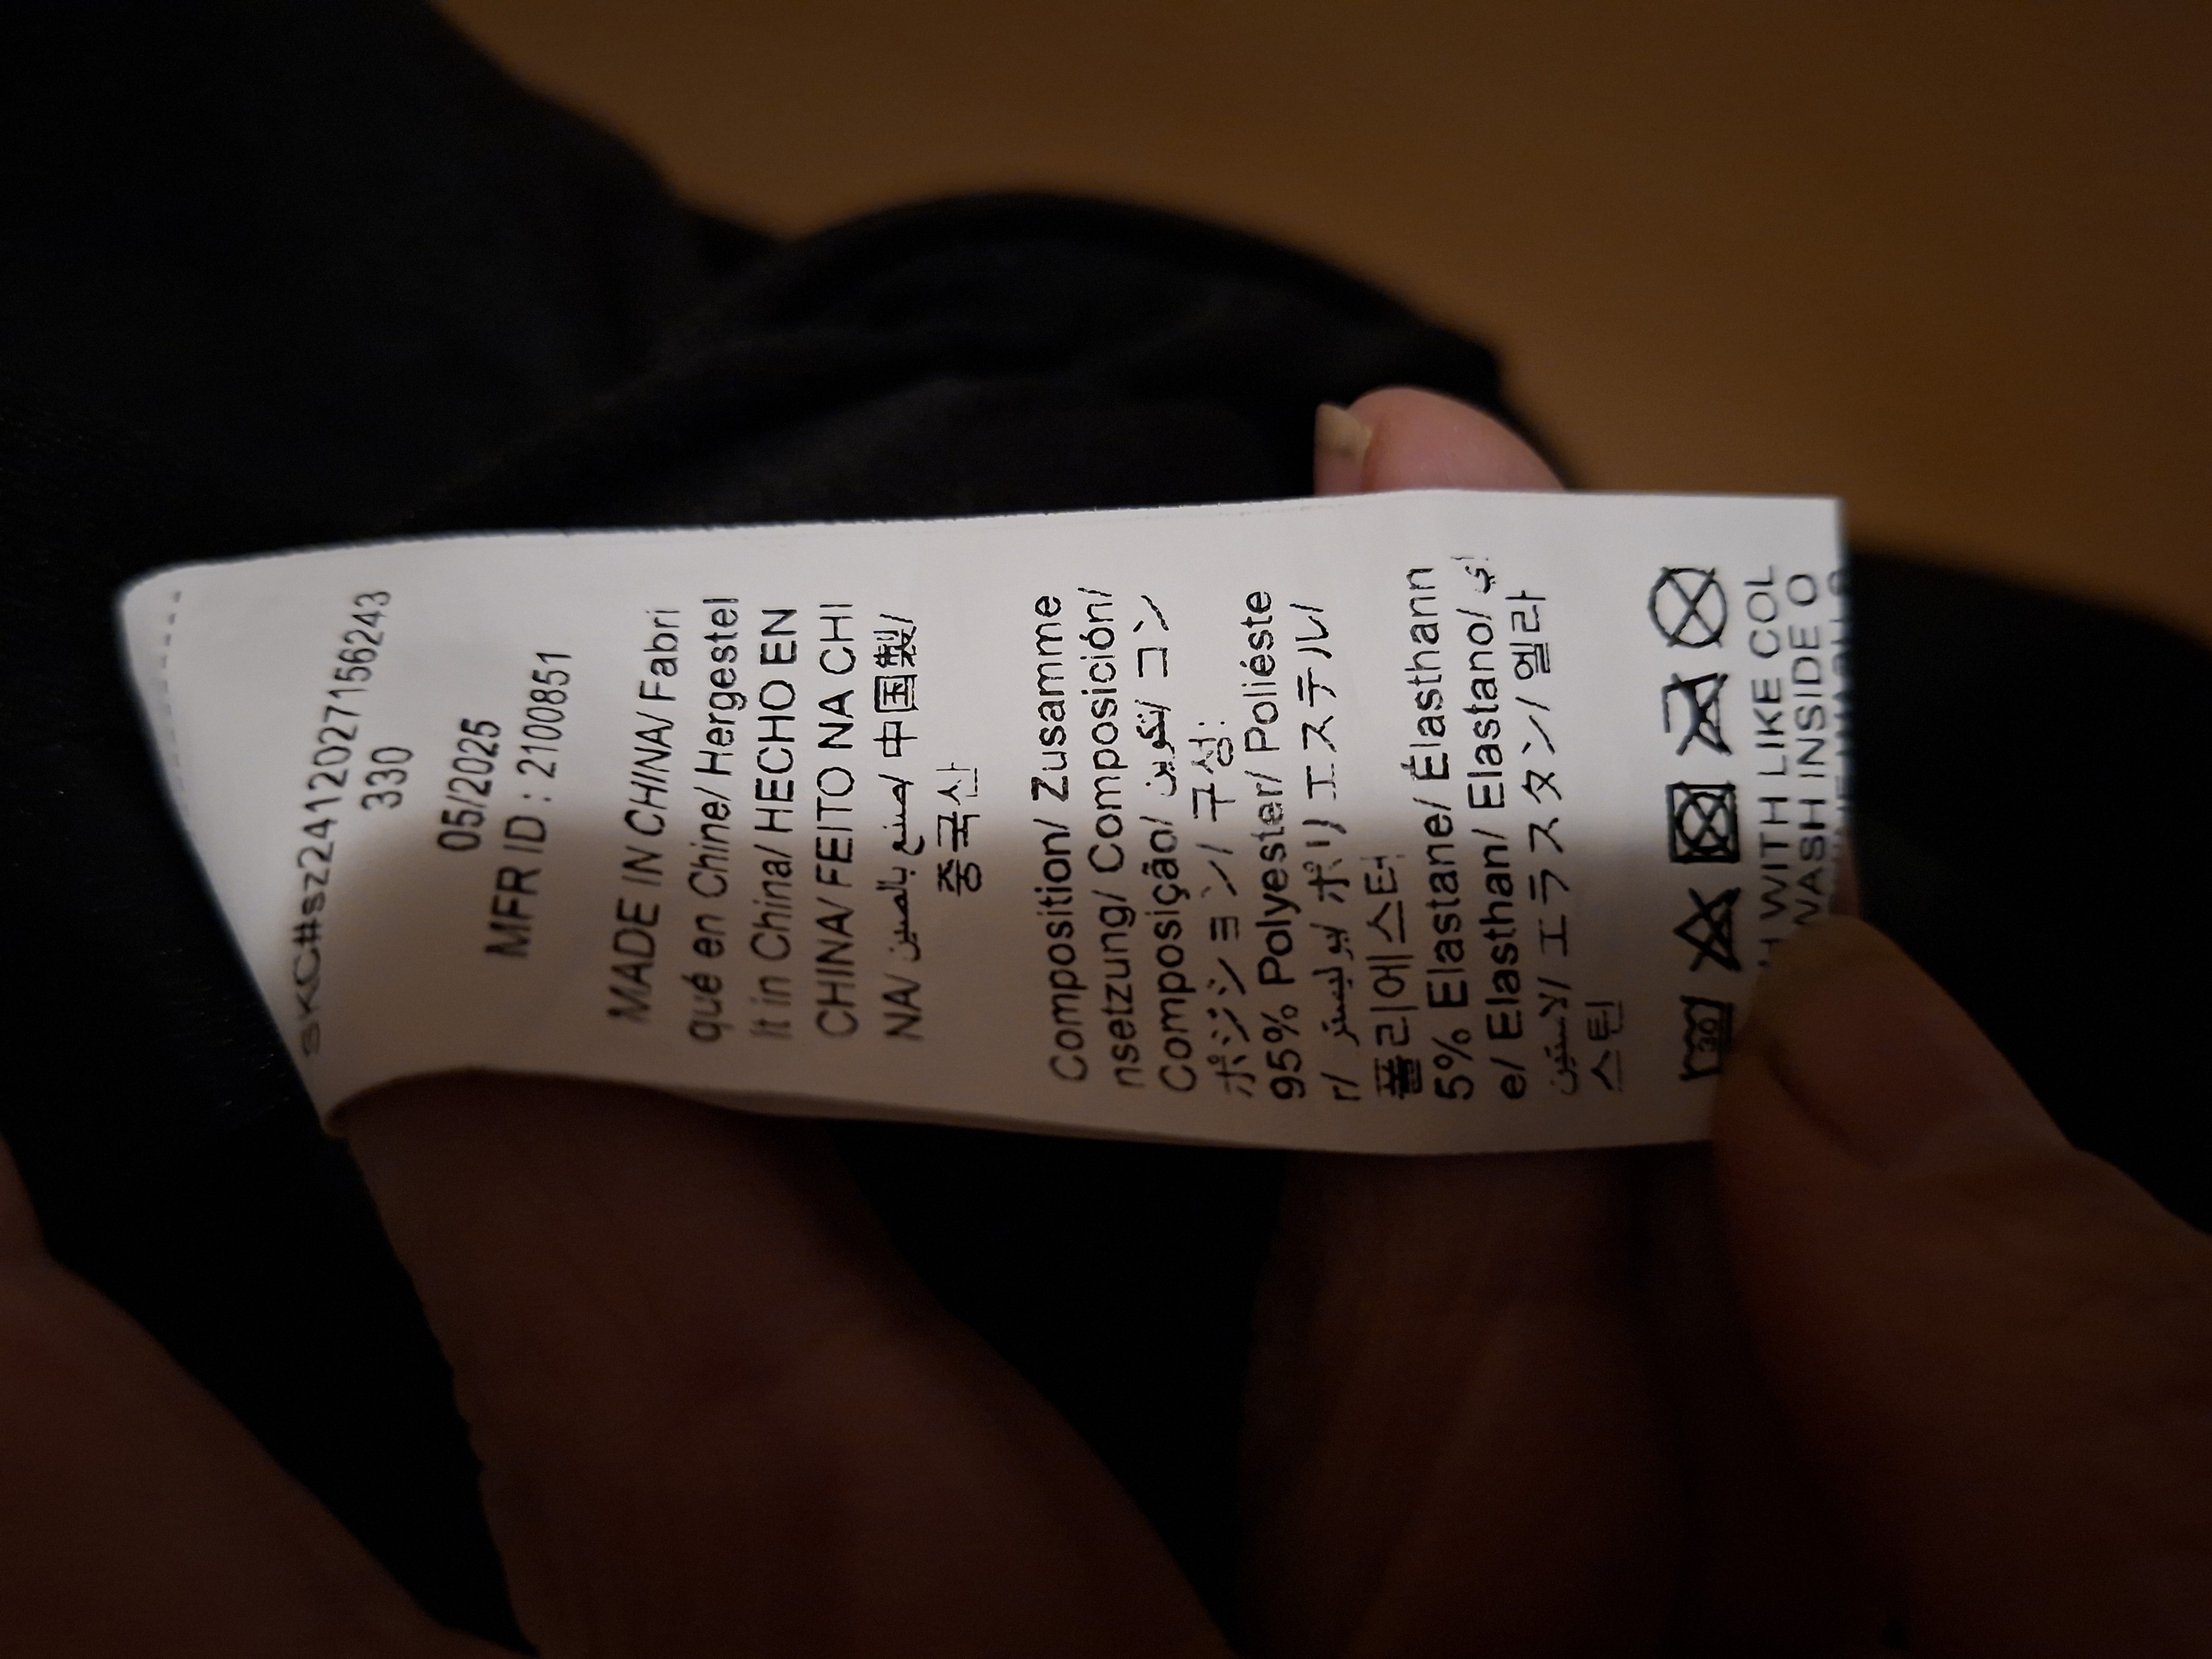 SKC#sz2412027156243
330
05/2025
MFR ID : 2100851
MADE IN CHINA/ Fabri
qué en Chine/ Hergestel
lt in China/ HECHO EN
CHINA/ FEITO NA CHI
NA/ صنع بالصين/ 中国製/
중국산
Composition/ Zusamme
nsetzung/ Composición/
Composição/ تكوين/ コン
ポジション/ 구성:
95% Polyester/ Poliéste
r/ بوليستر/ ポリエステル/
폴리에스터
5% Elastane/ Élasthann
e/ Elasthan/ Elastano/ إي
لاستين/ エラスタン/ 엘라
스틴
30
WITH LIKE COL
WASH INSIDE O